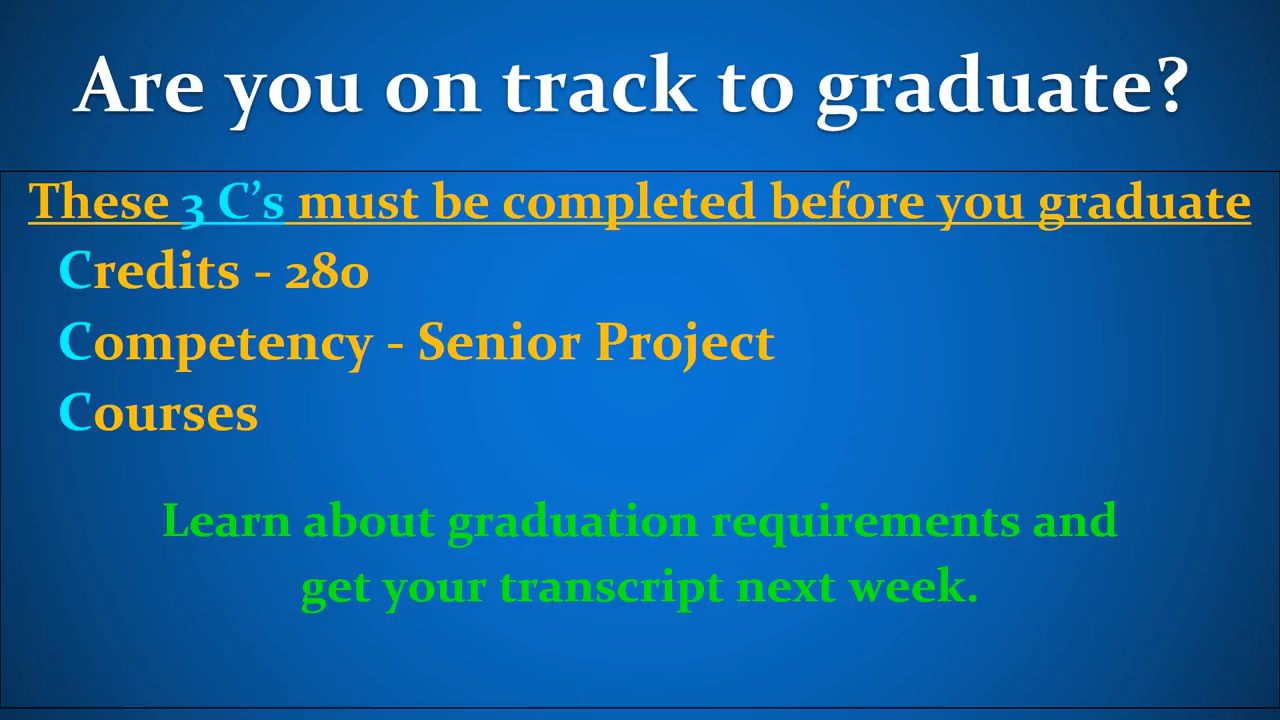 Are you on track to graduate?
These 3 C’s must be completed before you graduate
Credits - 280
Competency - Senior Project
Courses
Learn about graduation requirements and
get your transcript next week.